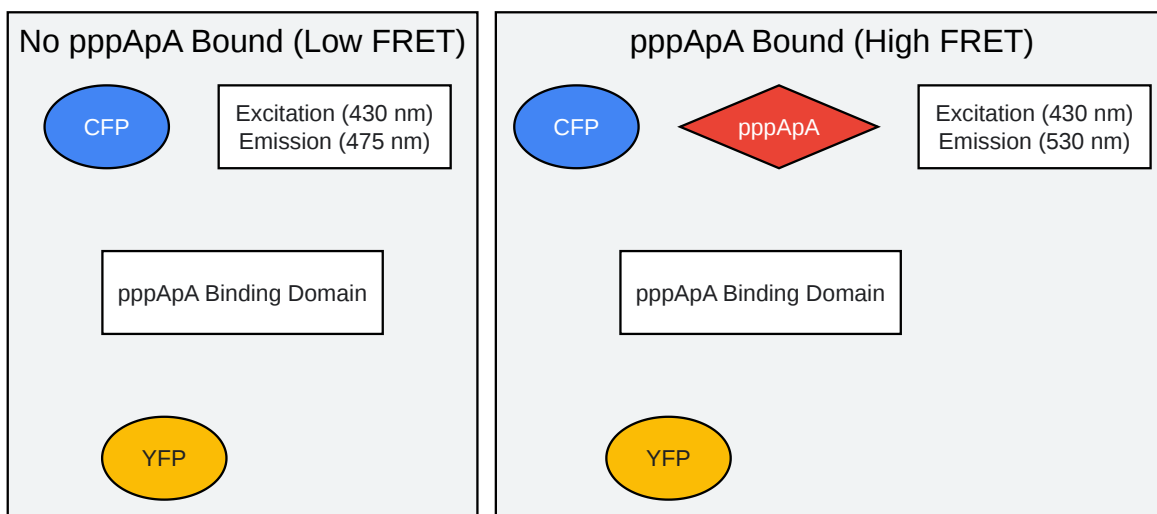 No pppApA Bound (Low FRET)
CFP
Excitation (430 nm)
Emission (475 nm)
pppApA Binding Domain
YFP
pppApA Bound (High FRET)
CFP
pppApA
Excitation (430 nm)
Emission (530 nm)
pppApA Binding Domain
YFP